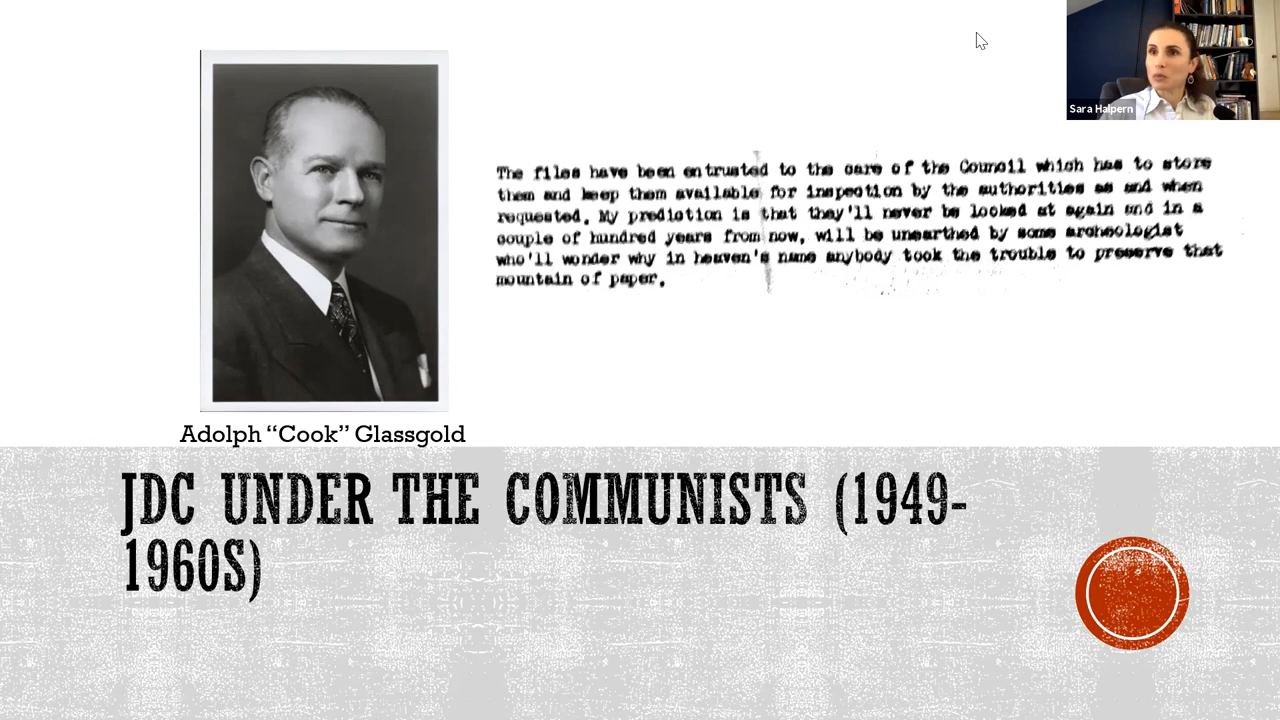 Sara Halpern
The files have been entrusted to the care of the Council which has to store
them and keep them available for inspection by the authorities as and when
requested. My prediction is that they'll never be looked at again and in a
couple of hundred years from now, will be unearthed by some archeologist
who'll wonder why in heaven's name anybody took the trouble to preserve that
mountain of paper.
Adolph “Cook” Glassgold
JDC UNDER THE COMMUNISTS (1949-
1960S)